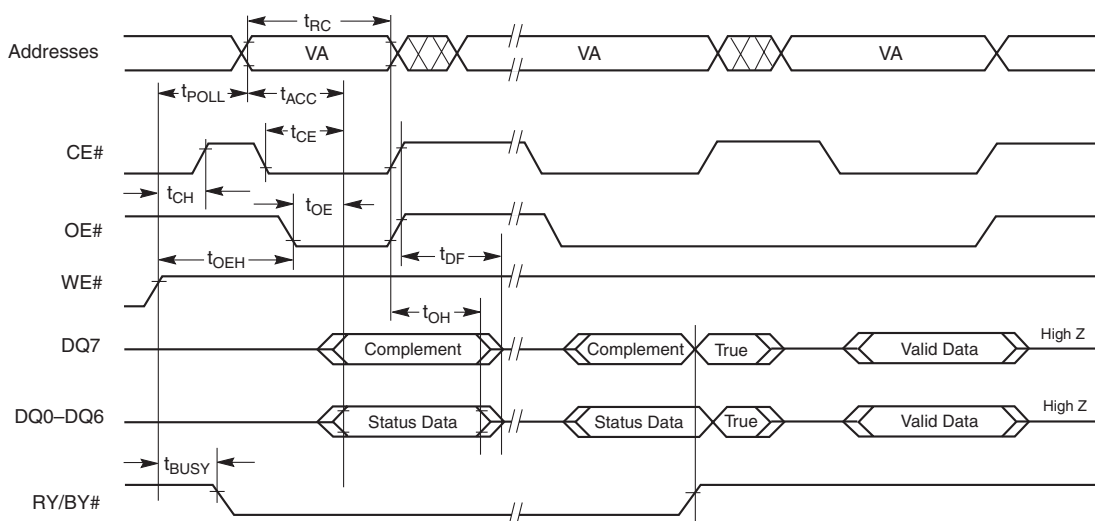 tRC
Addresses VA VA VA
tPOLL tACC
tCE
CE#
tCH tOE
OE#
tOEH tDF
WE#
tOH
DQ7 Complement Complement True Valid Data High Z
DQ0–DQ6 Status Data Status Data True Valid Data High Z
tBUSY
RY/BY#